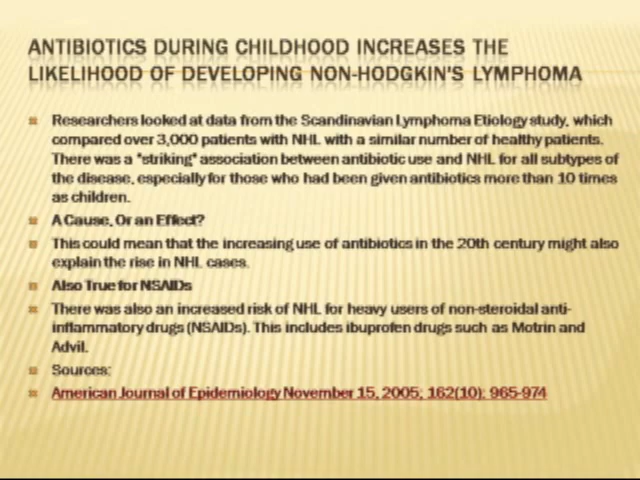 ANTIBIOTICS DURING CHILDHOOD INCREASES THE
LIKELIHOOD OF DEVELOPING NON-HODGKIN'S LYMPHOMA
Researchers looked at data from the Scandinavian Lymphoma Etiology study, which
compared over 3,000 patients with NHL with a similar number of healthy patients.
There was a "striking" association between antibiotic use and NHL for all subtypes of
the disease, especially for those who had been given antibiotics more than 10 times
as children.
A Cause, Or an Effect?
This could mean that the increasing use of antibiotics in the 20th century might also
explain the rise in NHL cases.
Also True for NSAIDs
There was also an increased risk of NHL for heavy users of non-steroidal anti-
inflammatory drugs (NSAIDs). This includes ibuprofen drugs such as Motrin and
Advil.
Sources:
American Journal of Epidemiology November 15, 2005; 162(10): 965-974